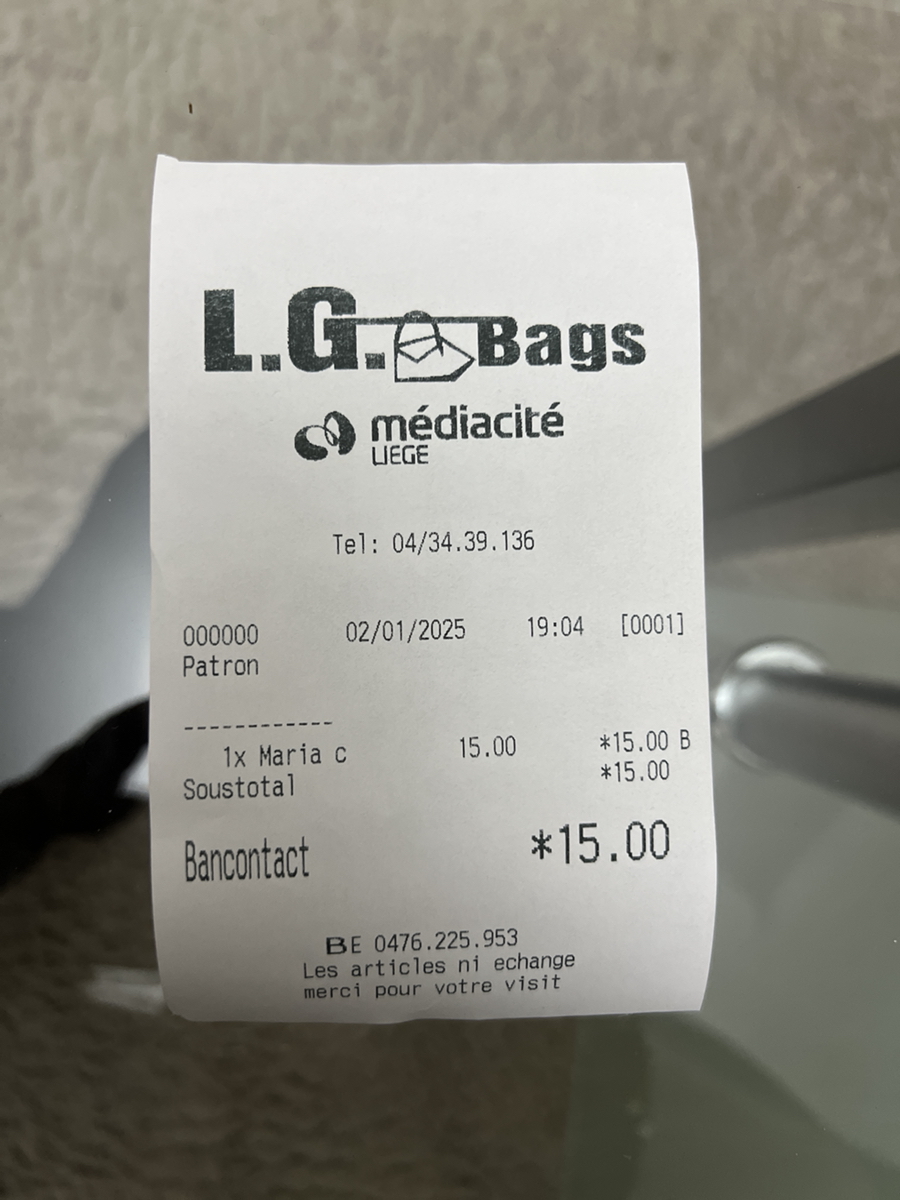 L.G. Bags
médiacité
LIEGE
Tel: 04/34.39.136
000000 02/01/2025 19:04 [0001]
Patron
------------
1x Maria c 15.00 *15.00 B
Soustotal *15.00
Bancontact *15.00
BE 0476.225.953
Les articles ni echange
merci pour votre visit